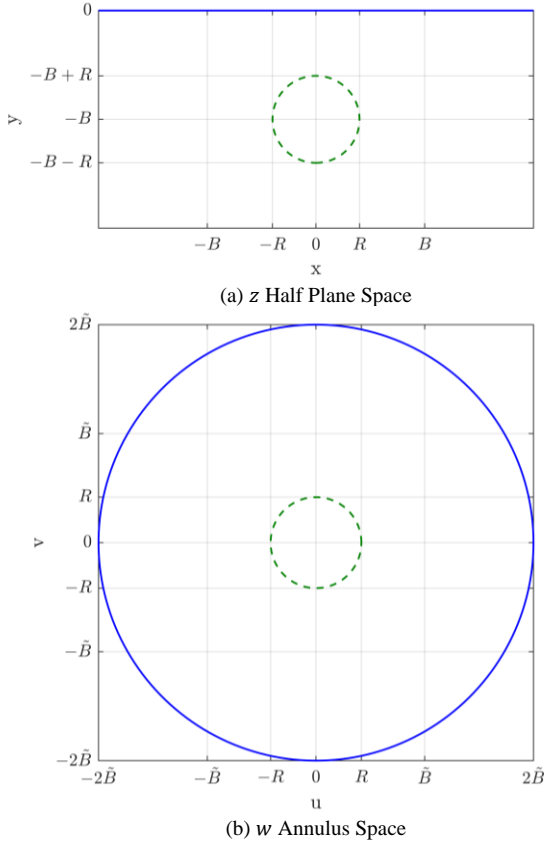 0
−B + R
−B
−B − R
y
−B −R 0 R B
x
(a) z Half Plane Space
2B̃
B̃
R
0
−R
−B̃
−2B̃
v
−2B̃ −B̃ −R 0 R B̃ 2B̃
u
(b) w Annulus Space